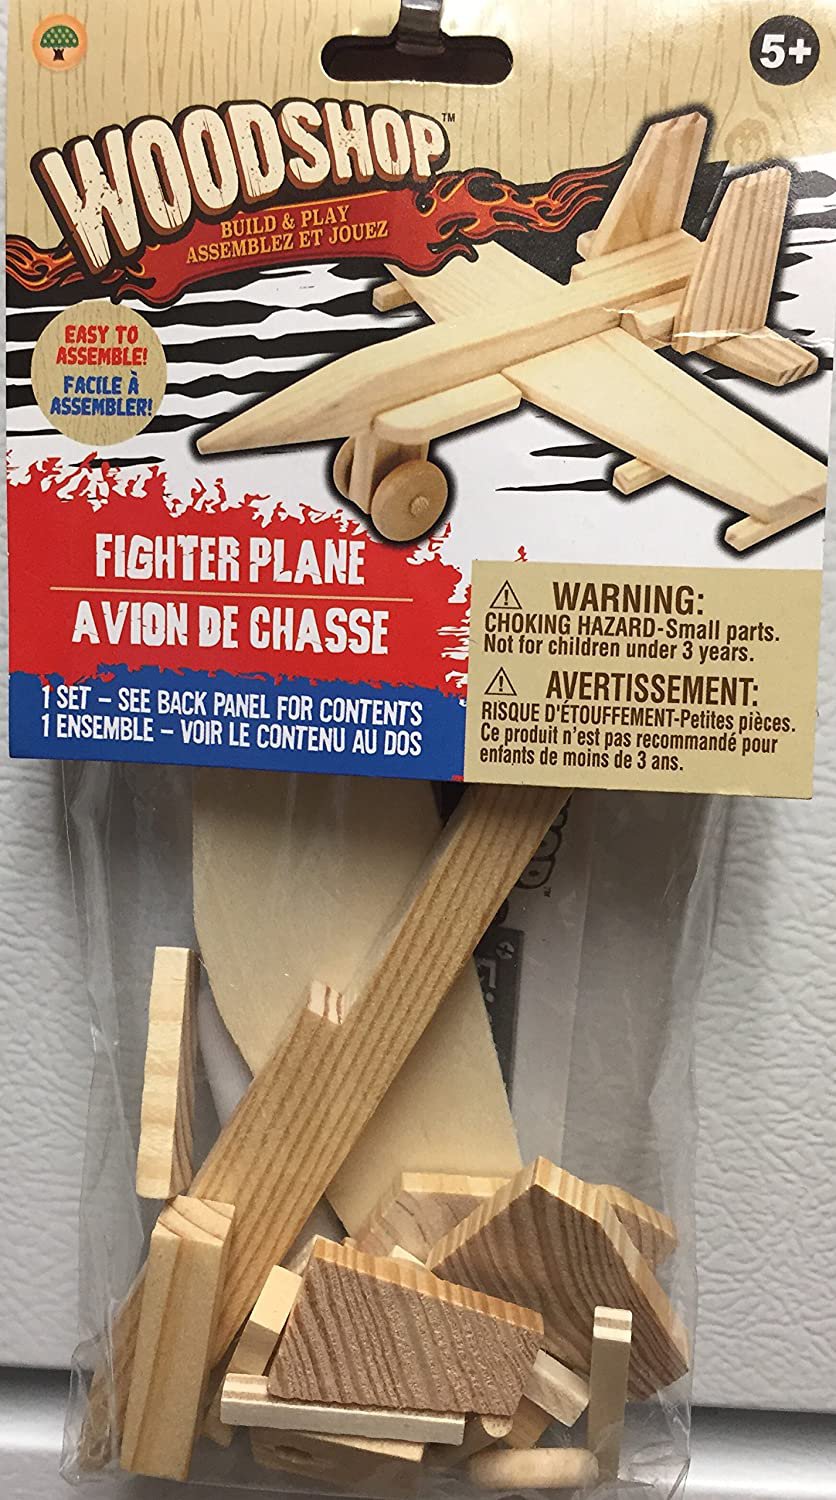 5+
WOODSHOP™
BUILD & PLAY
ASSEMBLEZ ET JOUEZ
EASY TO
ASSEMBLE!
FACILE À
ASSEMBLER!
FIGHTER PLANE
AVION DE CHASSE
1 SET – SEE BACK PANEL FOR CONTENTS
1 ENSEMBLE – VOIR LE CONTENU AU DOS
⚠ WARNING:
CHOKING HAZARD-Small parts.
Not for children under 3 years.
⚠ AVERTISSEMENT:
RISQUE D'ÉTOUFFEMENT-Petites pièces.
Ce produit n'est pas recommandé pour
enfants de moins de 3 ans.